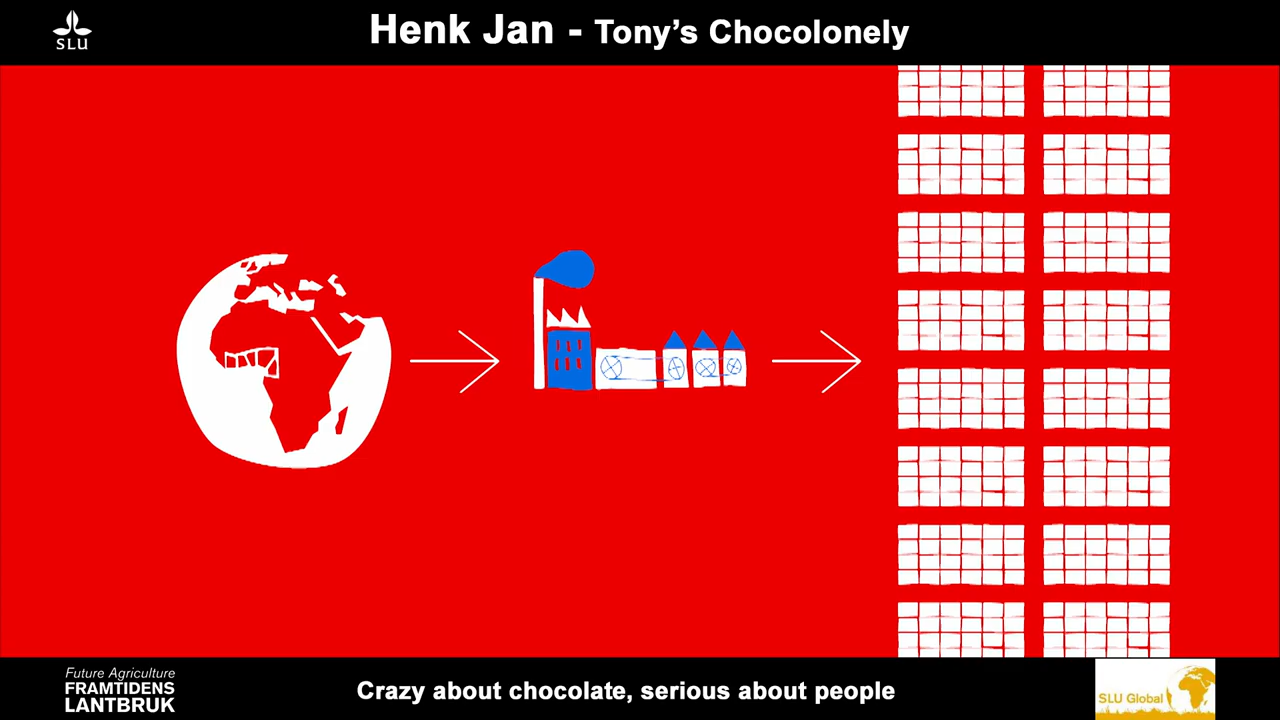 SLU
Henk Jan - Tony's Chocolonely
Future Agriculture
FRAMTIDENS
LANTBRUK
Crazy about chocolate, serious about people
SLU Global